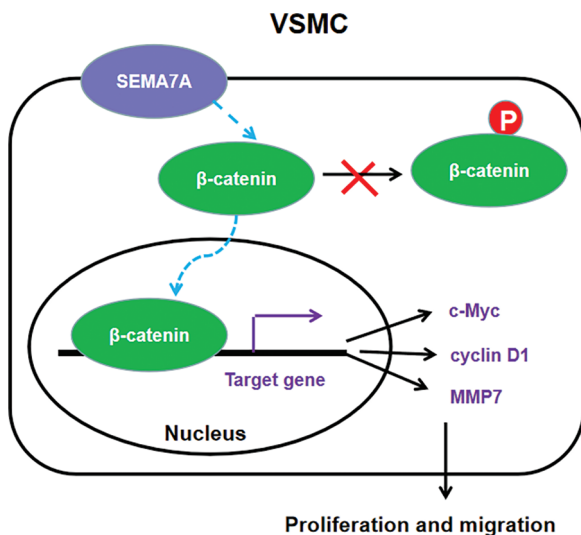 VSMC
SEMA7A
P
β-catenin
β-catenin
β-catenin
c-Myc
cyclin D1
Target gene
MMP7
Nucleus
Proliferation and migration